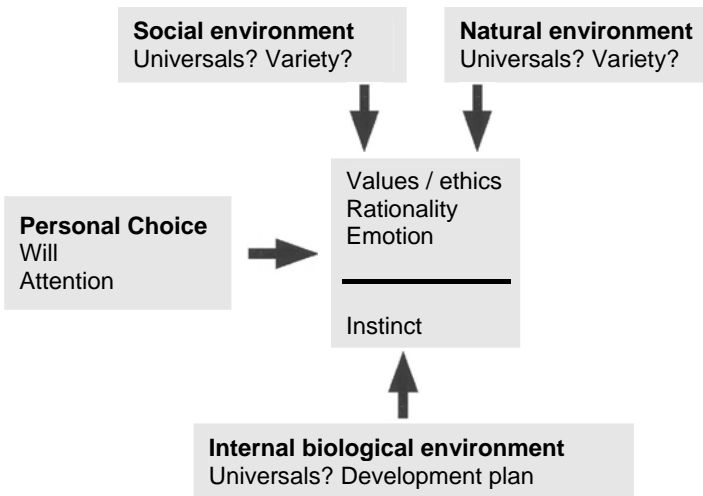 Social environment
Universals? Variety?
Natural environment
Universals? Variety?
Personal Choice
Will
Attention
Values / ethics
Rationality
Emotion
Instinct
Internal biological environment
Universals? Development plan